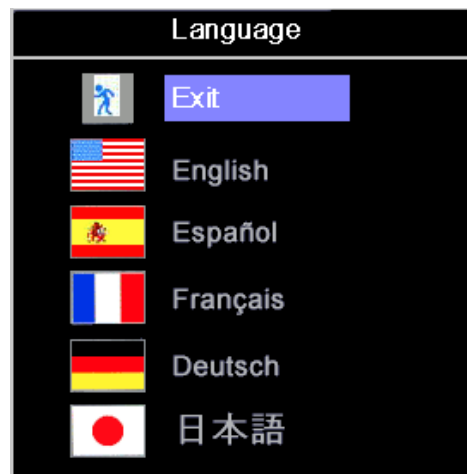 Language
Exit
English
Español
Français
Deutsch
日本語